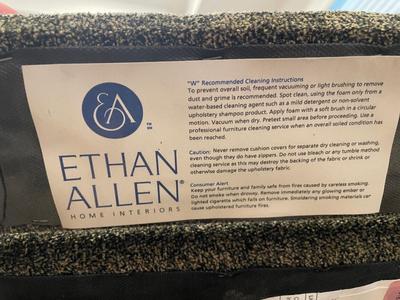 "W" Recommended Cleaning Instructions
To prevent overall soil, frequent vacuuming or light brushing to remove
dust and grime is recommended. Spot clean, using the foam only from a
water-based cleaning agent such as a mild detergent or non-solvent
upholstery shampoo product. Apply foam with a soft brush in a circular
motion. Vacuum when dry. Pretest small area before proceeding. Use a
professional furniture cleaning service when an overall soiled condition has
been reached.
Caution: Never remove cushion covers for separate dry cleaning or washing,
even though they do have zippers. Do not use bleach or any tumble method
cleaning service as this may destroy the backing of the fabric or shrink or
otherwise damage the upholstery fabric.
Consumer Alert
Keep your furniture and family safe from fires caused by careless smoking.
Do not smoke when drowsy. Remove immediately any glowing ember or
lighted cigarette which falls on furniture. Smoldering smoking materials car
cause upholstered furniture fires.
EA
ETHAN
ALLEN®
HOME INTERIORS